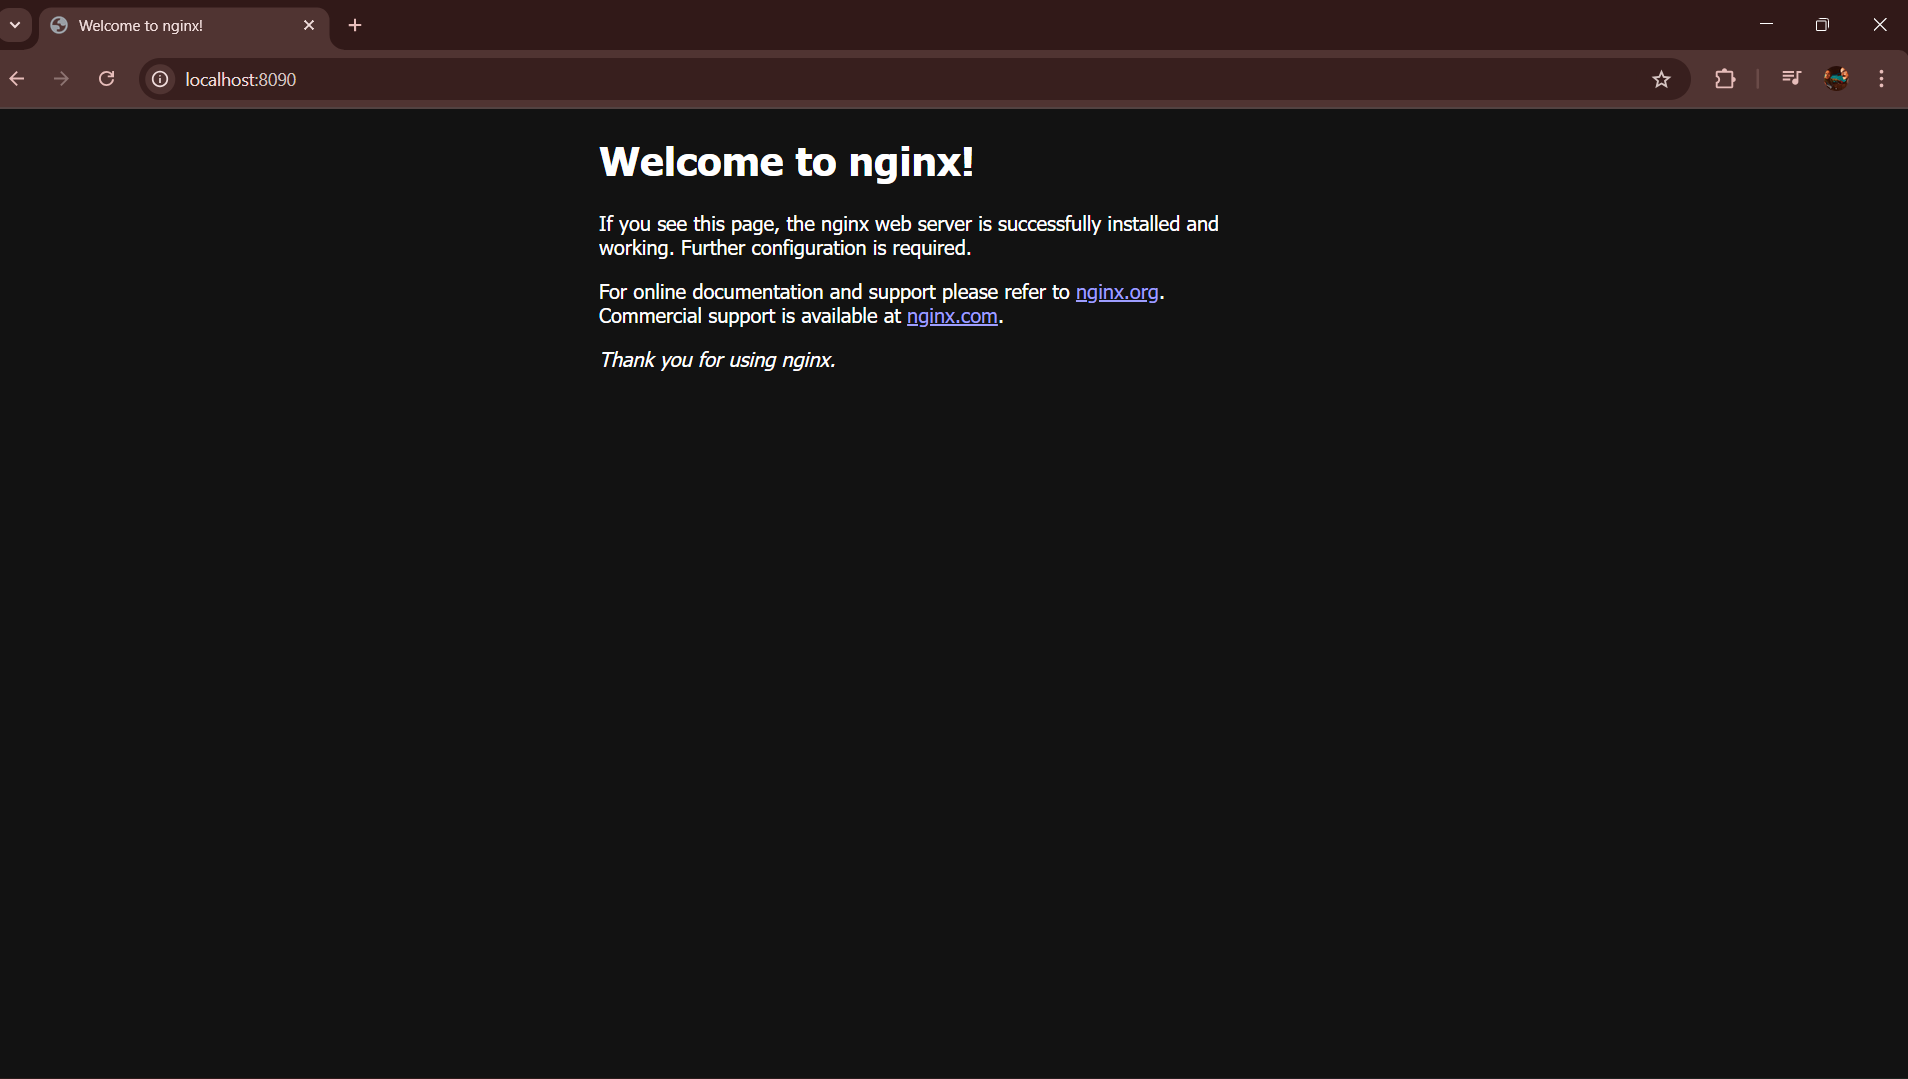 Welcome to nginx!
localhost:8090
Welcome to nginx!
If you see this page, the nginx web server is successfully installed and
working. Further configuration is required.
For online documentation and support please refer to nginx.org.
Commercial support is available at nginx.com.
Thank you for using nginx.